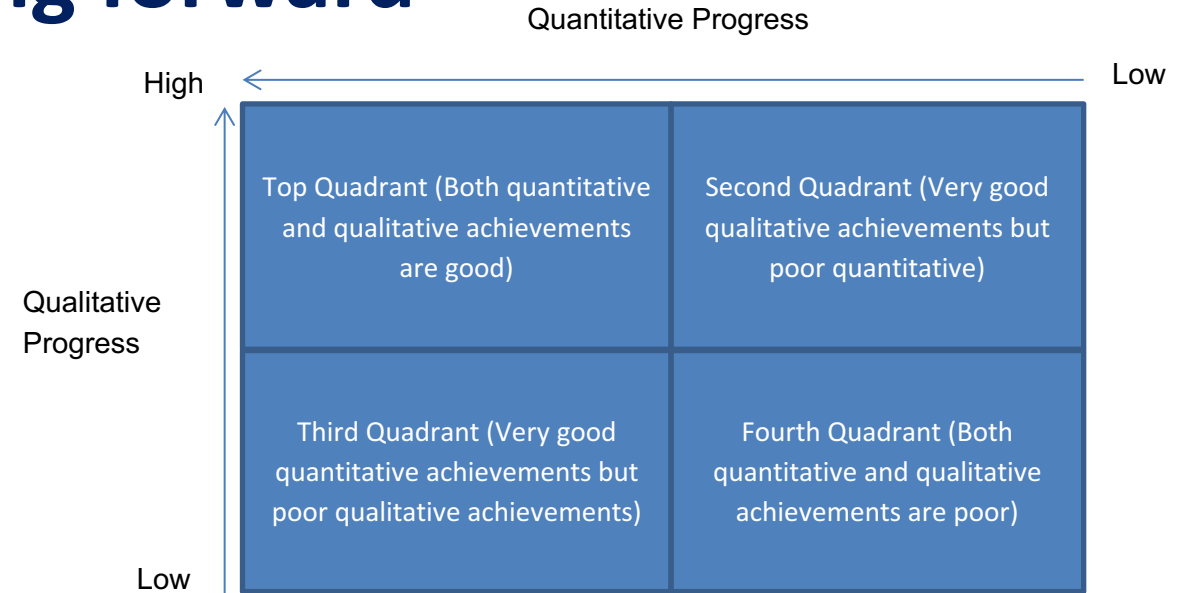 ng forward
Quantitative Progress
High
Low
Top Quadrant (Both quantitative
and qualitative achievements
are good)
Second Quadrant (Very good
qualitative achievements but
poor quantitative)
Qualitative
Progress
Third Quadrant (Very good
quantitative achievements but
poor qualitative achievements)
Fourth Quadrant (Both
quantitative and qualitative
achievements are poor)
Low